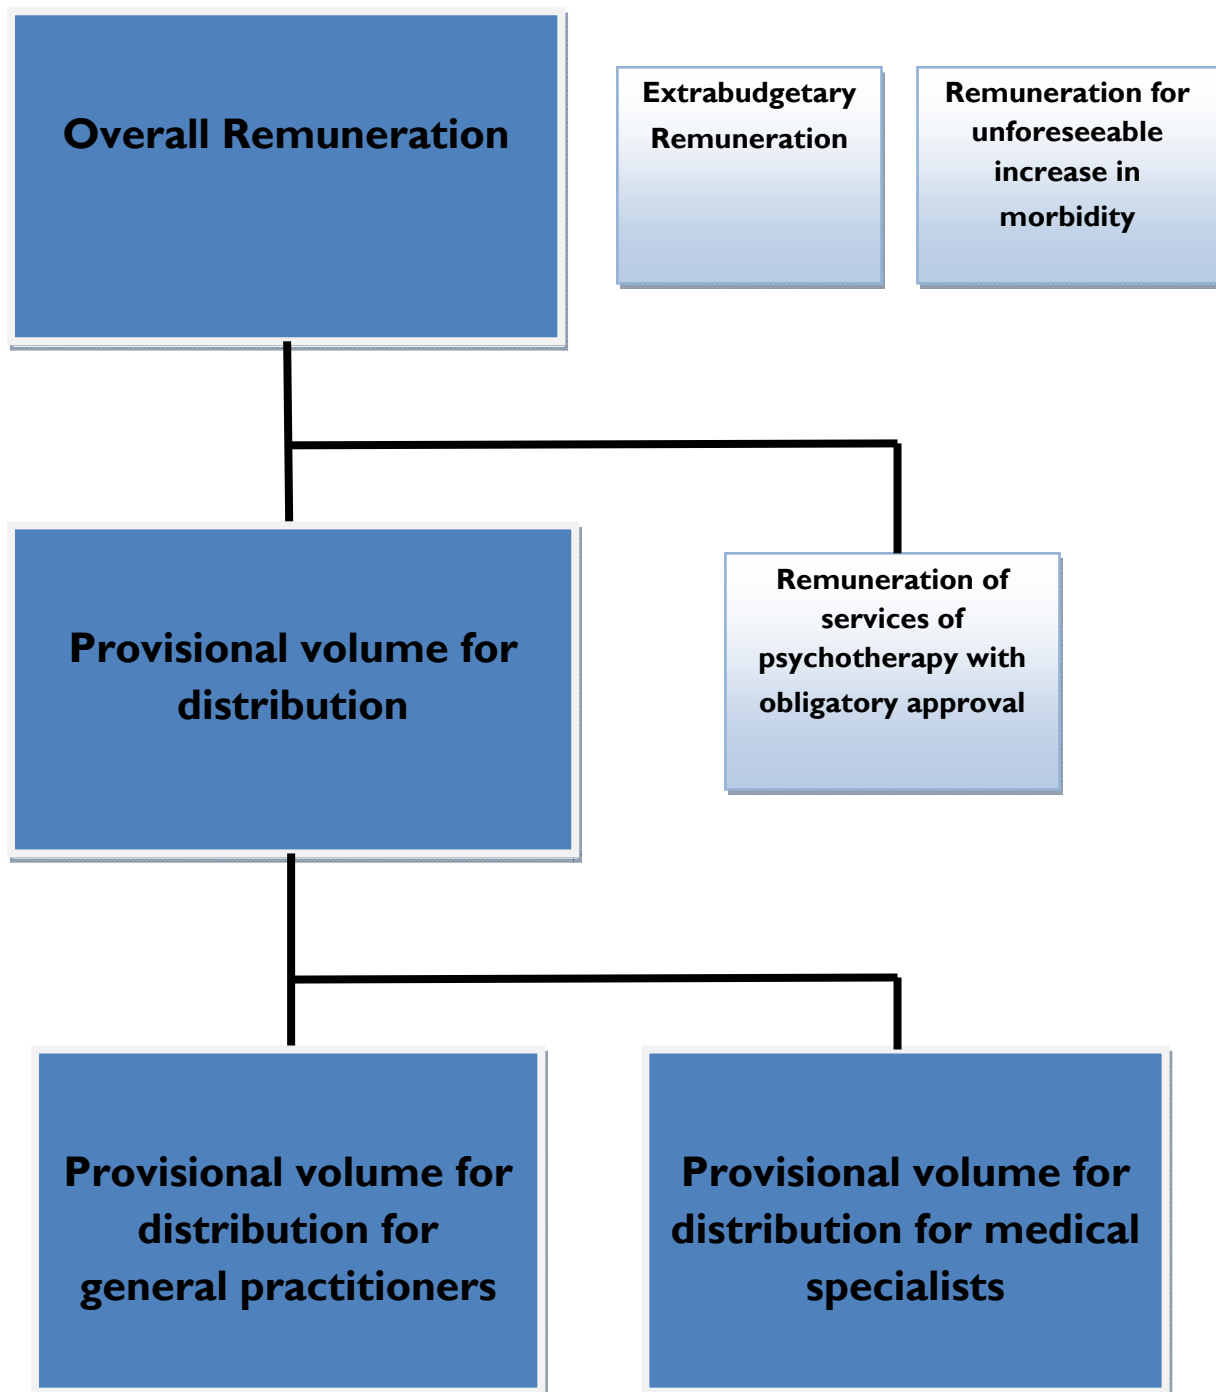 Overall Remuneration
Extrabudgetary
Remuneration
Remuneration for
unforeseeable
increase in
morbidity
Provisional volume for
distribution
Remuneration of
services of
psychotherapy with
obligatory approval
Provisional volume for
distribution for
general practitioners
Provisional volume for
distribution for medical
specialists